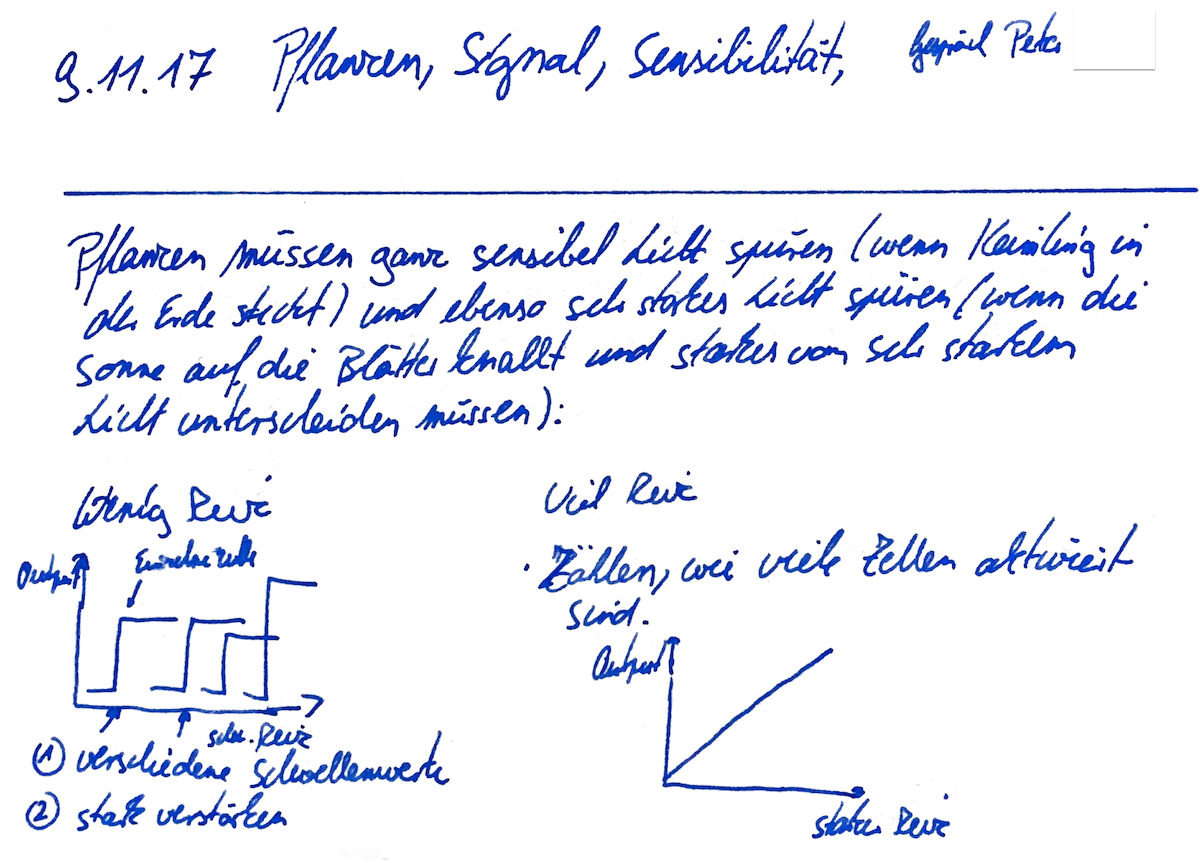 9.11.17 Pflanzen, Signal, Sensibilität, Gespräch Peter
Pflanzen müssen ganz sensibel Licht spüren (wenn Keimling in
der Erde steckt) und ebenso sehr starkes Licht spüren (wenn die
Sonne auf die Blätter knallt und starkes von sehr starkem
Licht unterscheiden müssen):
Wenig Reiz
Viel Reiz
Output
Einzelne Zelle
· Zählen, wie viele Zellen aktiviert
sind.
Output
schw. Reiz
① verschiedene Schwellenwerte
② stark verstärken
starker Reiz